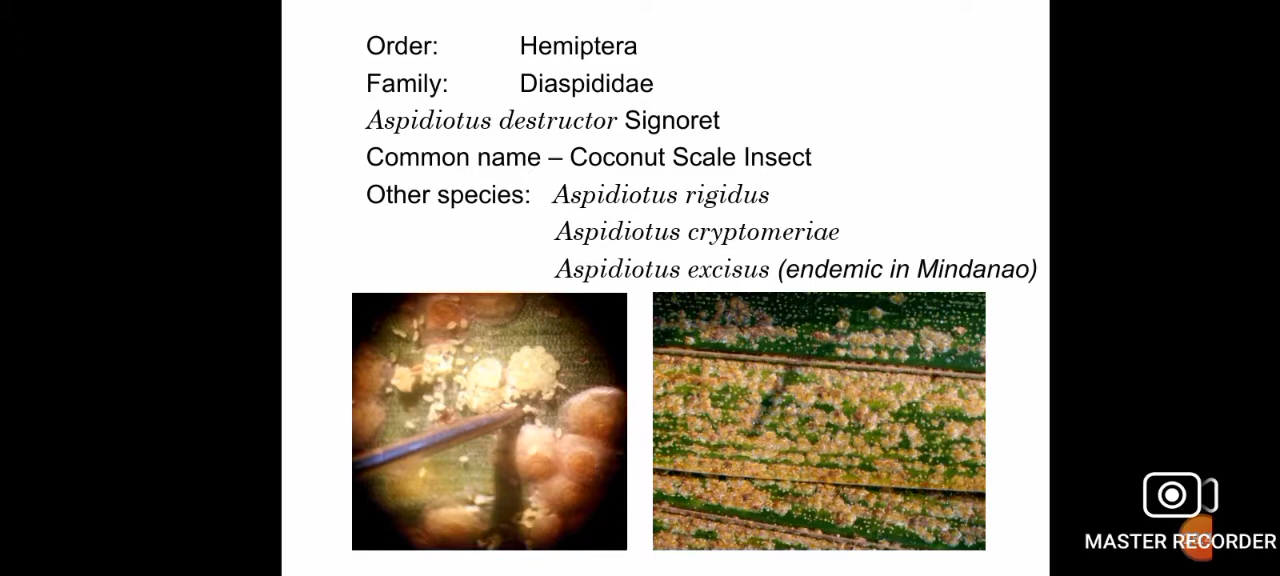 Order: Hemiptera
Family: Diaspididae
Aspidiotus destructor Signoret
Common name – Coconut Scale Insect
Other species: Aspidiotus rigidus
Aspidiotus cryptomeriae
Aspidiotus excisus (endemic in Mindanao)
MASTER RECORDER